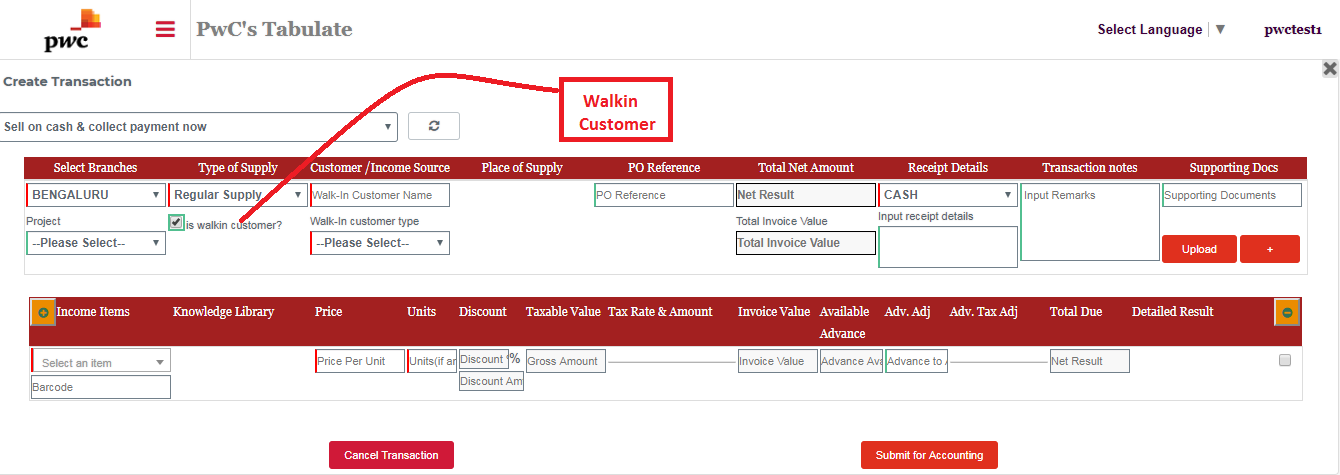 pwc
PwC's Tabulate
Select Language ▼
pwctest1
Create Transaction
Walkin
Customer
Sell on cash & collect payment now
Select Branches Type of Supply Customer /Income Source Place of Supply PO Reference Total Net Amount Receipt Details Transaction notes Supporting Docs
BENGALURU Regular Supply Walk-In Customer Name PO Reference Net Result CASH Input Remarks Supporting Documents
Project is walkin customer? Walk-In customer type Total Invoice Value Input receipt details
--Please Select-- --Please Select-- Total Invoice Value Upload +
Income Items Knowledge Library Price Units Discount Taxable Value Tax Rate & Amount Invoice Value Available Adv. Adj Adv. Tax Adj Total Due Detailed Result
Advance
Select an item Price Per Unit Units(if ar Discount % Gross Amount Invoice Value Advance Ava Advance to A Net Result
Barcode Discount Am
Cancel Transaction Submit for Accounting